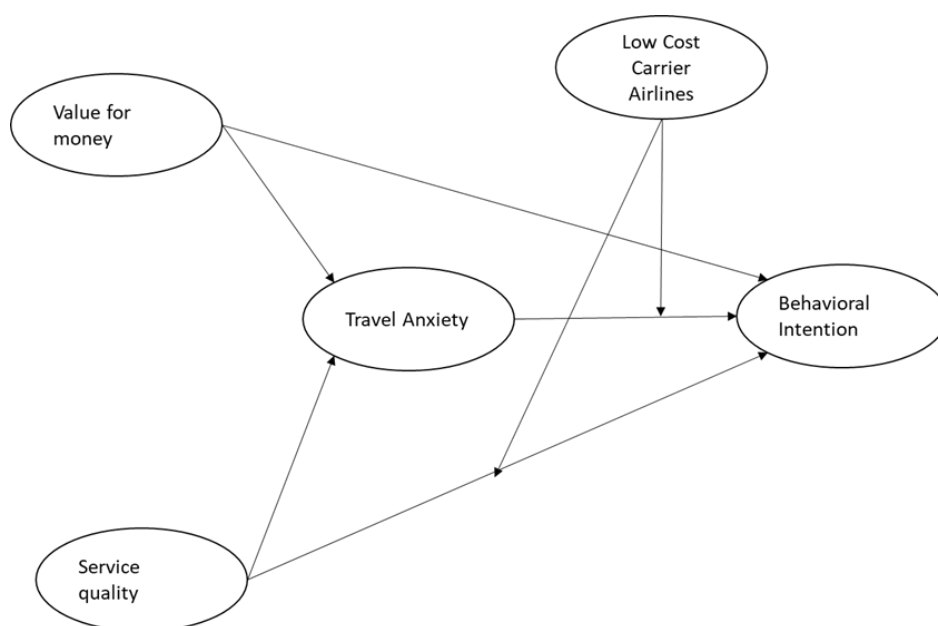 Low Cost
Carrier
Airlines
Value for
money
Travel Anxiety
Behavioral
Intention
Service
quality